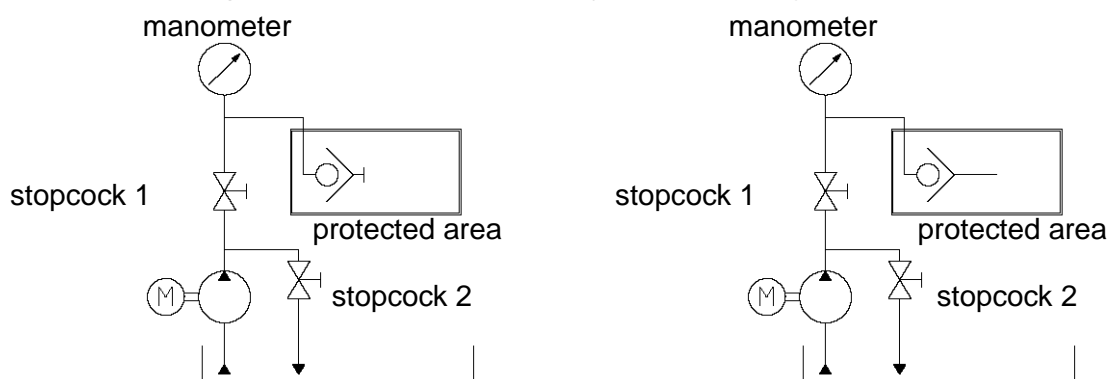 manometer
stopcock 1
protected area
M
stopcock 2
manometer
stopcock 1
protected area
M
stopcock 2